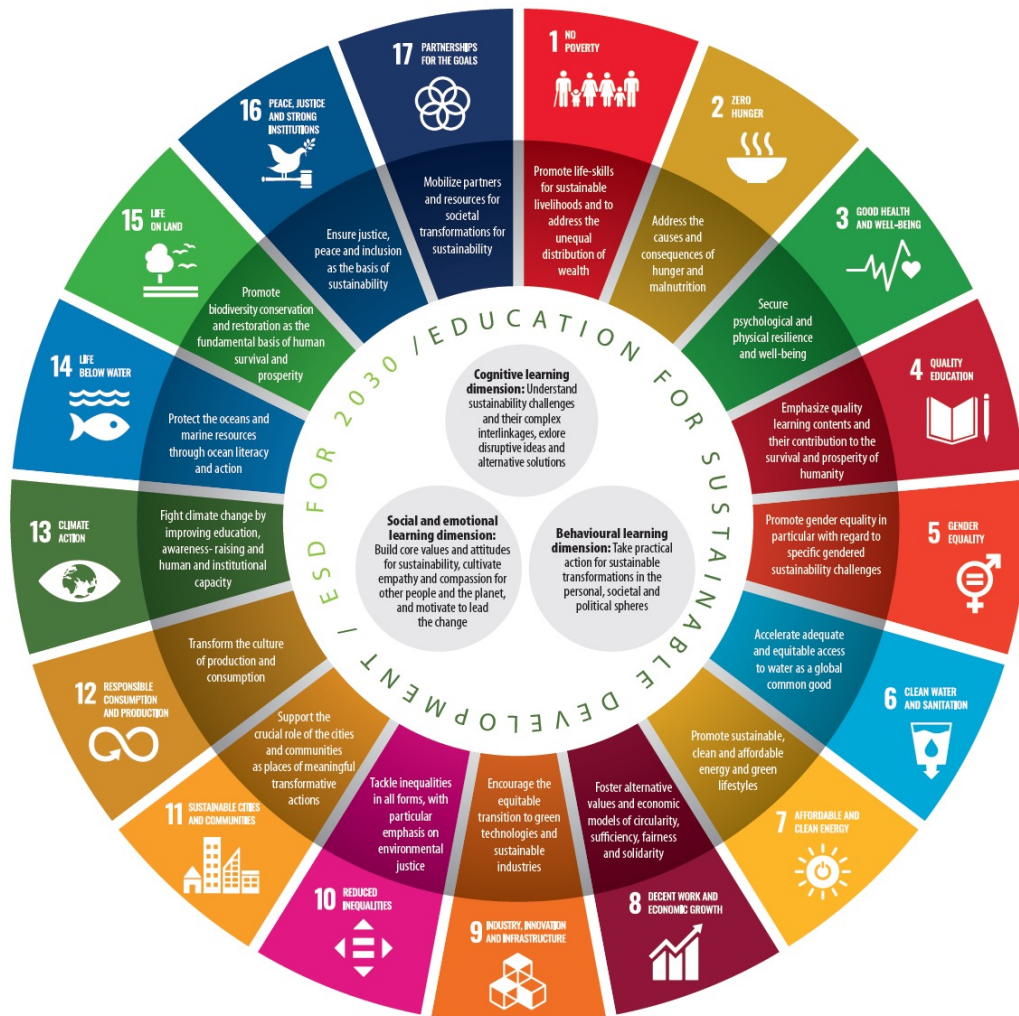 1 NO
POVERTY
Promote life-skills
for sustainable
livelihoods and to
address the
unequal
distribution of
wealth
2 ZERO
HUNGER
Address the
causes and
consequences of
hunger and
malnutrition
3 GOOD HEALTH
AND WELL-BEING
Secure
psychological and
physical resilience
and well-being
4 QUALITY
EDUCATION
Emphasize quality
learning contents and
their contribution to the
survival and prosperity of
humanity
5 GENDER
EQUALITY
Promote gender equality in
particular with regard to
specific gendered
sustainability challenges
6 CLEAN WATER
AND SANITATION
Accelerate adequate
and equitable access
to water as a global
common good
7 AFFORDABLE AND
CLEAN ENERGY
Promote sustainable,
clean and affordable
energy and green
lifestyles
8 DECENT WORK AND
ECONOMIC GROWTH
Foster alternative
values and economic
models of circularity,
sufficiency, fairness
and solidarity
9 INDUSTRY, INNOVATION
AND INFRASTRUCTURE
Encourage the
equitable
transition to green
technologies and
sustainable
industries
10 REDUCED
INEQUALITIES
Tackle inequalities
in all forms, with
particular
emphasis on
environmental
justice
11 SUSTAINABLE CITIES
AND COMMUNITIES
Support the
crucial role of the cities
and communities
as places of meaningful
transformative
actions
12 RESPONSIBLE
CONSUMPTION
AND PRODUCTION
Transform the culture
of production and
consumption
13 CLIMATE
ACTION
Fight climate change by
improving education,
awareness- raising and
human and institutional
capacity
14 LIFE
BELOW WATER
Protect the oceans and
marine resources
through ocean literacy
and action
15 LIFE
ON LAND
Promote
biodiversity conservation
and restoration as the
fundamental basis of human
survival and
prosperity
16 PEACE, JUSTICE
AND STRONG
INSTITUTIONS
Ensure justice,
peace and inclusion
as the basis of
sustainability
17 PARTNERSHIPS
FOR THE GOALS
Mobilize partners
and resources for
societal
transformations for
sustainability
ESD FOR 2030 / EDUCATION FOR SUSTAINABLE DEVELOPMENT /
Cognitive learning
dimension: Understand
sustainability challenges
and their complex
interlinkages, exlore
disruptive ideas and
alternative solutions
Social and emotional
learning dimension:
Build core values and attitudes
for sustainability, cultivate
empathy and compassion for
other people and the planet,
and motivate to lead
the change
Behavioural learning
dimension: Take practical
action for sustainable
transformations in the
personal, societal and
political spheres